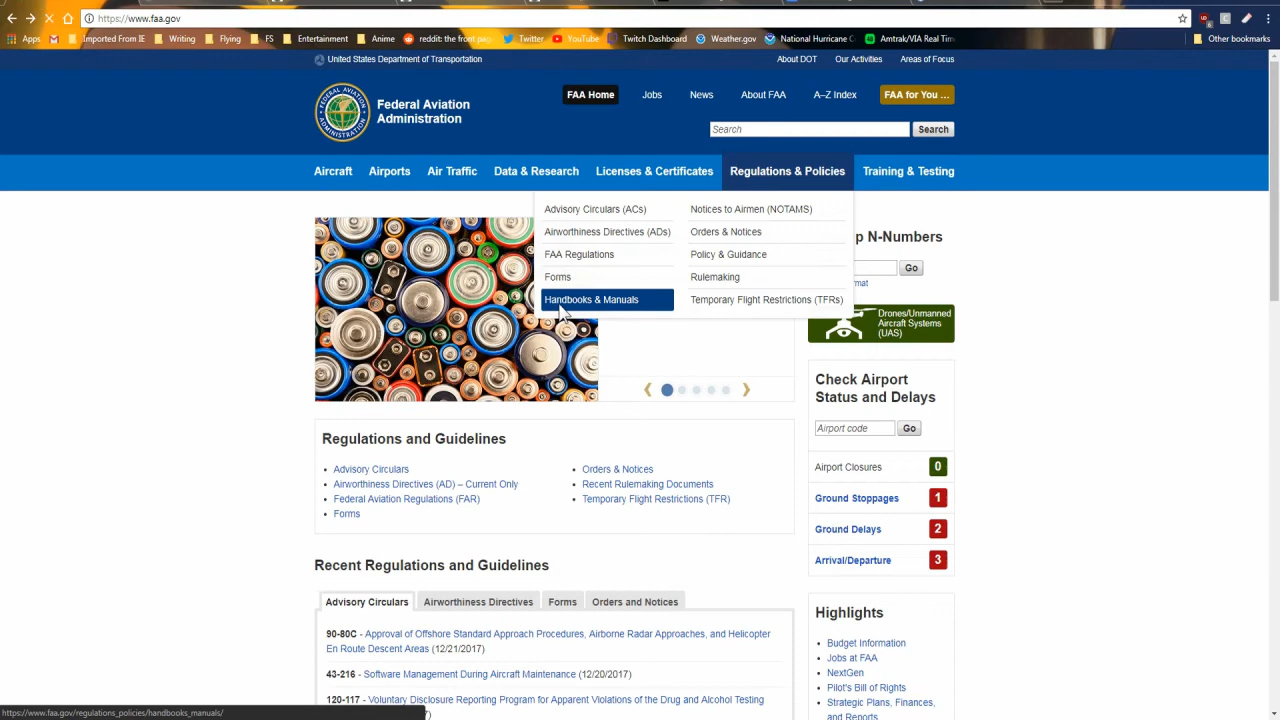 https://www.faa.gov
Apps
Imported From IE
Writing
Flying
FS
Entertainment
Anime
reddit: the front pag
Twitter
YouTube
Twitch Dashboard
Weather.gov
National Hurricane C
Amtrak/VIA Real Tim
Other bookmarks
United States Department of Transportation
About DOT
Our Activities
Areas of Focus
Federal Aviation
Administration
FAA Home
Jobs
News
About FAA
A–Z Index
FAA for You ...
Search
Search
Aircraft
Airports
Air Traffic
Data & Research
Licenses & Certificates
Regulations & Policies
Training & Testing
Advisory Circulars (ACs)
Airworthiness Directives (ADs)
FAA Regulations
Forms
Handbooks & Manuals
Notices to Airmen (NOTAMS)
Orders & Notices
Policy & Guidance
Rulemaking
Temporary Flight Restrictions (TFRs)
p N-Numbers
Go
mat
Drones/Unmanned
Aircraft Systems
(UAS)
Check Airport
Status and Delays
Airport code
Go
Airport Closures 0
Ground Stoppages 1
Ground Delays 2
Arrival/Departure 3
Regulations and Guidelines
Advisory Circulars
Airworthiness Directives (AD) – Current Only
Federal Aviation Regulations (FAR)
Forms
Orders & Notices
Recent Rulemaking Documents
Temporary Flight Restrictions (TFR)
Recent Regulations and Guidelines
Advisory Circulars
Airworthiness Directives
Forms
Orders and Notices
90-80C - Approval of Offshore Standard Approach Procedures, Airborne Radar Approaches, and Helicopter
En Route Descent Areas (12/21/2017)
43-216 - Software Management During Aircraft Maintenance (12/20/2017)
120-117 - Voluntary Disclosure Reporting Program for Apparent Violations of the Drug and Alcohol Testing
Highlights
Budget Information
Jobs at FAA
NextGen
Pilot's Bill of Rights
Strategic Plans, Finances,
and Reports
https://www.faa.gov/regulations_policies/handbooks_manuals/